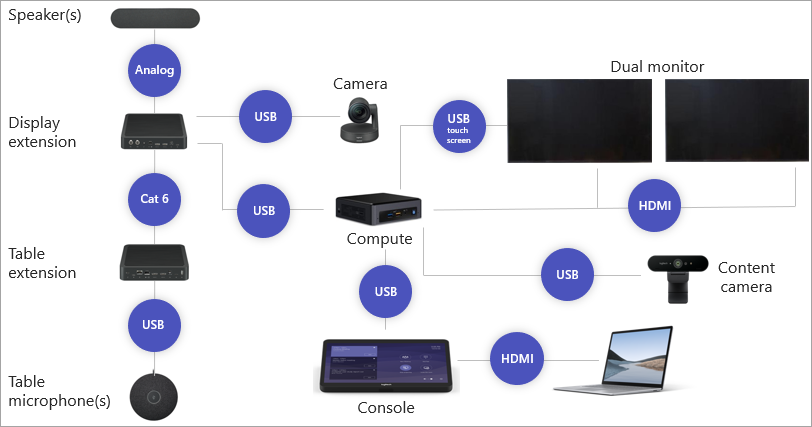 Speaker(s)
Analog
Dual monitor
Camera
USB
USB
touch
screen
Display
extension
Cat 6
USB
HDMI
Compute
Table
extension
USB
USB
Content
camera
USB
HDMI
Table
microphone(s)
Console